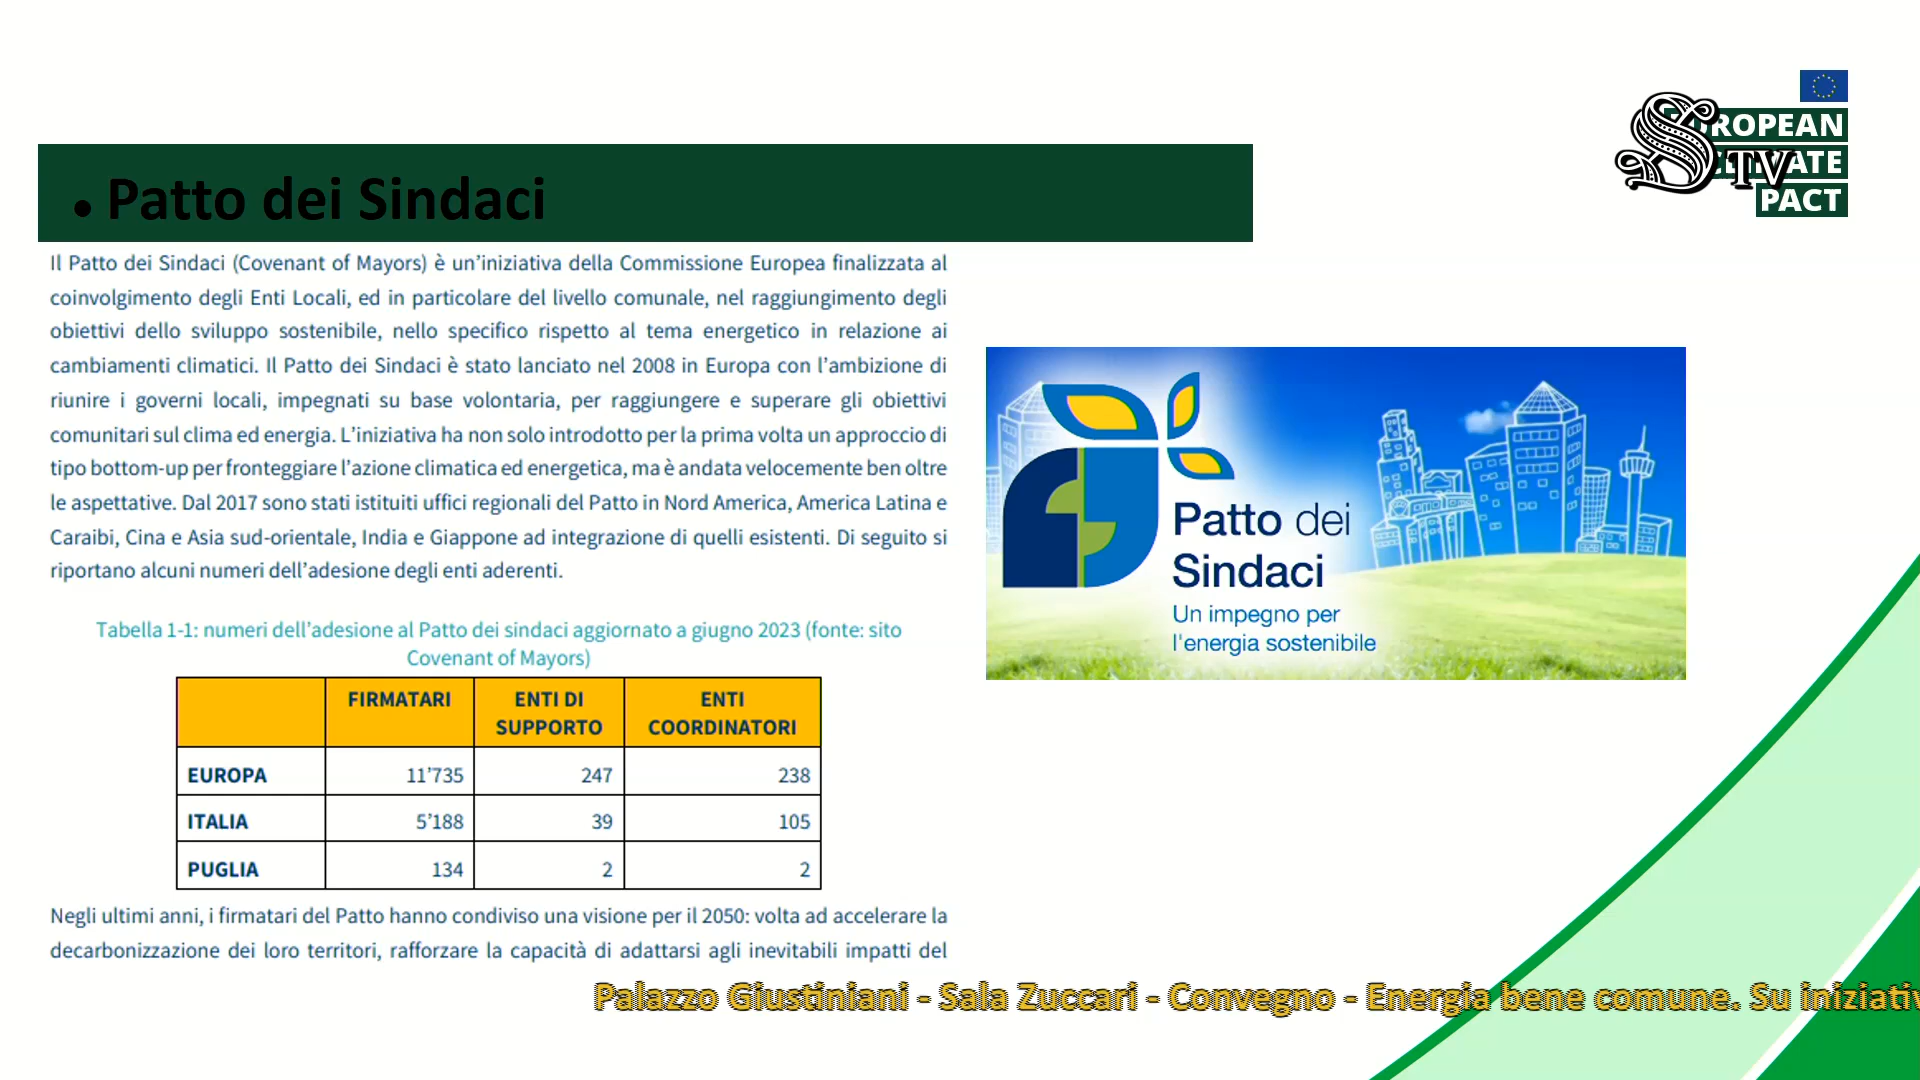 EUROPEAN
CLIMATE
PACT
S TV
• Patto dei Sindaci
Il Patto dei Sindaci (Covenant of Mayors) è un’iniziativa della Commissione Europea finalizzata al
coinvolgimento degli Enti Locali, ed in particolare del livello comunale, nel raggiungimento degli
obiettivi dello sviluppo sostenibile, nello specifico rispetto al tema energetico in relazione ai
cambiamenti climatici. Il Patto dei Sindaci è stato lanciato nel 2008 in Europa con l’ambizione di
riunire i governi locali, impegnati su base volontaria, per raggiungere e superare gli obiettivi
comunitari sul clima ed energia. L’iniziativa ha non solo introdotto per la prima volta un approccio di
tipo bottom-up per fronteggiare l’azione climatica ed energetica, ma è andata velocemente ben oltre
le aspettative. Dal 2017 sono stati istituiti uffici regionali del Patto in Nord America, America Latina e
Caraibi, Cina e Asia sud-orientale, India e Giappone ad integrazione di quelli esistenti. Di seguito si
riportano alcuni numeri dell’adesione degli enti aderenti.
Patto dei
Sindaci
Un impegno per
l'energia sostenibile
Tabella 1-1: numeri dell’adesione al Patto dei sindaci aggiornato a giugno 2023 (fonte: sito
Covenant of Mayors)
FIRMATARI ENTI DI ENTI
SUPPORTO COORDINATORI
EUROPA 11’735 247 238
ITALIA 5’188 39 105
PUGLIA 134 2 2
Negli ultimi anni, i firmatari del Patto hanno condiviso una visione per il 2050: volta ad accelerare la
decarbonizzazione dei loro territori, rafforzare la capacità di adattarsi agli inevitabili impatti del
Palazzo Giustiniani - Sala Zuccari - Convegno - Energia bene comune. Su iniziativ